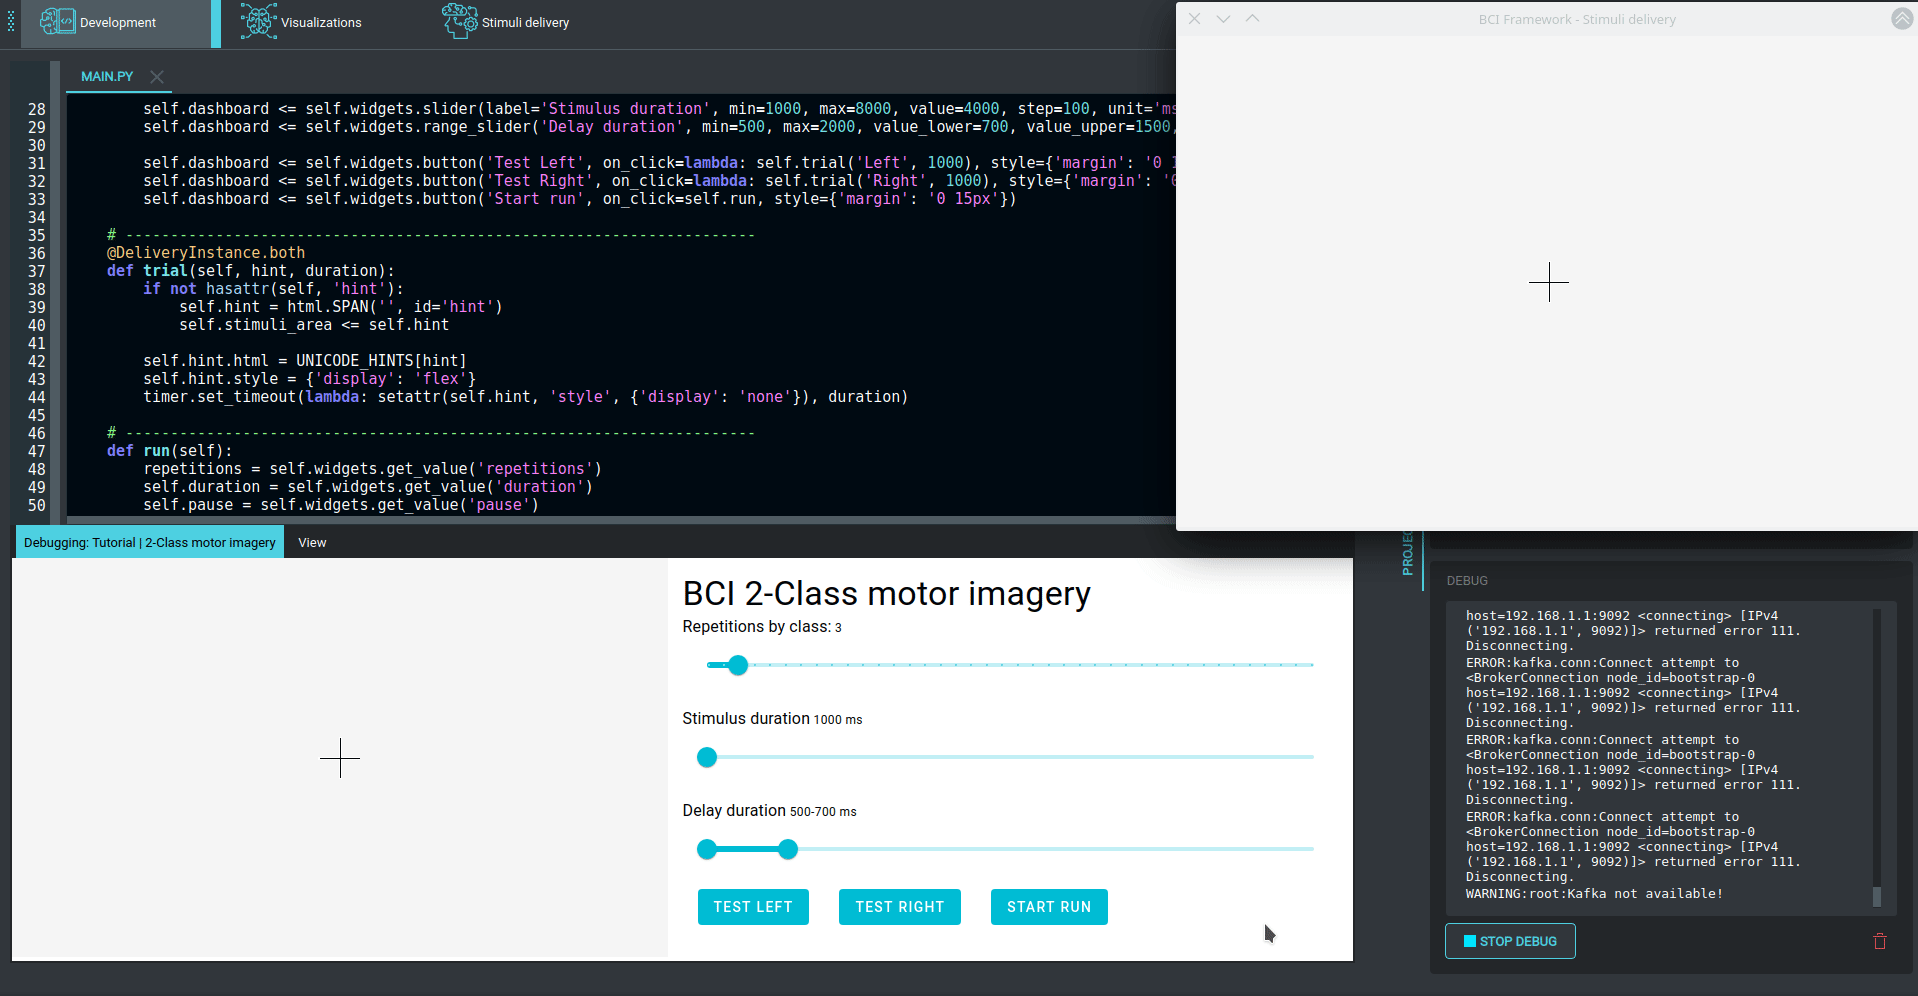 Development
Visualizations
Stimuli delivery
BCI Framework - Stimuli delivery
MAIN.PY
28 self.dashboard <= self.widgets.slider(label='Stimulus duration', min=1000, max=8000, value=4000, step=100, unit='ms
29 self.dashboard <= self.widgets.range_slider('Delay duration', min=500, max=2000, value_lower=700, value_upper=1500,
30
31 self.dashboard <= self.widgets.button('Test Left', on_click=lambda: self.trial('Left', 1000), style={'margin': '0 1
32 self.dashboard <= self.widgets.button('Test Right', on_click=lambda: self.trial('Right', 1000), style={'margin': '0
33 self.dashboard <= self.widgets.button('Start run', on_click=self.run, style={'margin': '0 15px'})
34
35 # ----------------------------------------------------------------------
36 @DeliveryInstance.both
37 def trial(self, hint, duration):
38 if not hasattr(self, 'hint'):
39 self.hint = html.SPAN('', id='hint')
40 self.stimuli_area <= self.hint
41
42 self.hint.html = UNICODE_HINTS[hint]
43 self.hint.style = {'display': 'flex'}
44 timer.set_timeout(lambda: setattr(self.hint, 'style', {'display': 'none'}), duration)
45
46 # ----------------------------------------------------------------------
47 def run(self):
48 repetitions = self.widgets.get_value('repetitions')
49 self.duration = self.widgets.get_value('duration')
50 self.pause = self.widgets.get_value('pause')
Debugging: Tutorial | 2-Class motor imagery
View
BCI 2-Class motor imagery
Repetitions by class: 3
Stimulus duration 1000 ms
Delay duration 500-700 ms
TEST LEFT
TEST RIGHT
START RUN
PROJEC
DEBUG
host=192.168.1.1:9092 <connecting> [IPv4
('192.168.1.1', 9092)]> returned error 111.
Disconnecting.
ERROR:kafka.conn:Connect attempt to
<BrokerConnection node_id=bootstrap-0
host=192.168.1.1:9092 <connecting> [IPv4
('192.168.1.1', 9092)]> returned error 111.
Disconnecting.
ERROR:kafka.conn:Connect attempt to
<BrokerConnection node_id=bootstrap-0
host=192.168.1.1:9092 <connecting> [IPv4
('192.168.1.1', 9092)]> returned error 111.
Disconnecting.
ERROR:kafka.conn:Connect attempt to
<BrokerConnection node_id=bootstrap-0
host=192.168.1.1:9092 <connecting> [IPv4
('192.168.1.1', 9092)]> returned error 111.
Disconnecting.
WARNING:root:Kafka not available!
STOP DEBUG